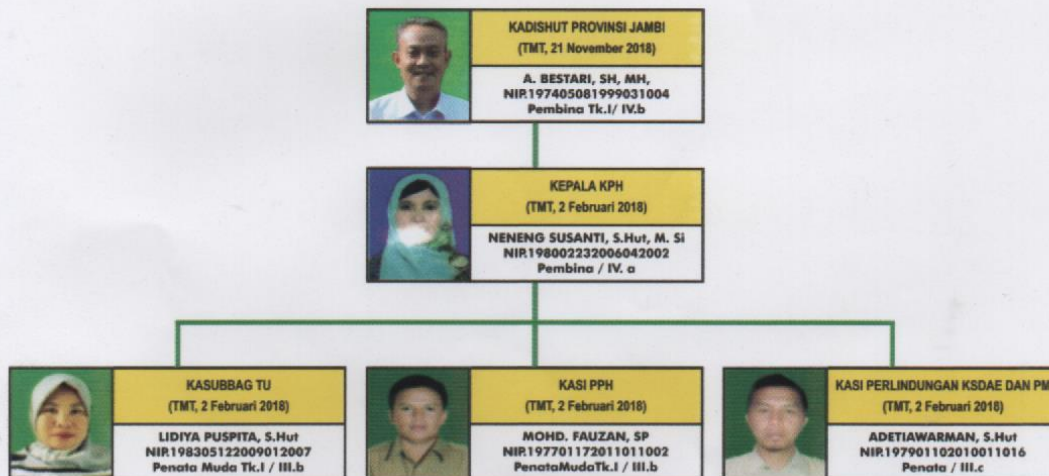 KADISHUT PROVINSI JAMBI
(TMT, 21 November 2018)
A. BESTARI, SH, MH,
NIP.197405081999031004
Pembina Tk.I/ IV.b
KEPALA KPH
(TMT, 2 Februari 2018)
NENENG SUSANTI, S.Hut, M. Si
NIP.198002232006042002
Pembina / IV. a
KASUBBAG TU
(TMT, 2 Februari 2018)
LIDIYA PUSPITA, S.Hut
NIP.198305122009012007
Penata Muda Tk.I / III.b
KASI PPH
(TMT, 2 Februari 2018)
MOHD. FAUZAN, SP
NIP.197701172011011002
PenataMudaTk.I / III.b
KASI PERLINDUNGAN KSDAE DAN PM
(TMT, 2 Februari 2018)
ADETIAWARMAN, S.Hut
NIP.197901102010011016
Penata / III.c